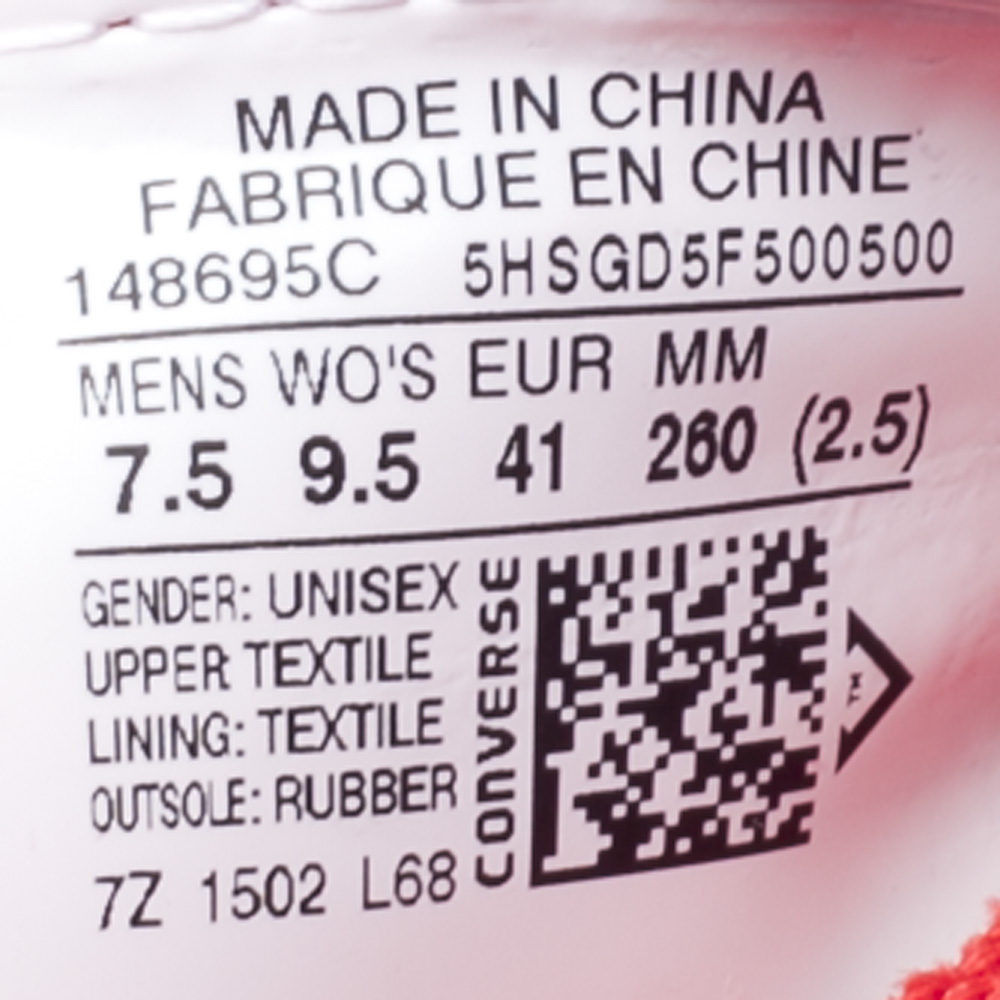 MADE IN CHINA
FABRIQUE EN CHINE
148695C 5HSGD5F500500
MENS WO'S EUR MM
7.5 9.5 41 260 (2.5)
GENDER: UNISEX
UPPER TEXTILE
LINING: TEXTILE
OUTSOLE: RUBBER
7Z 1502 L68
CONVERSE
TM